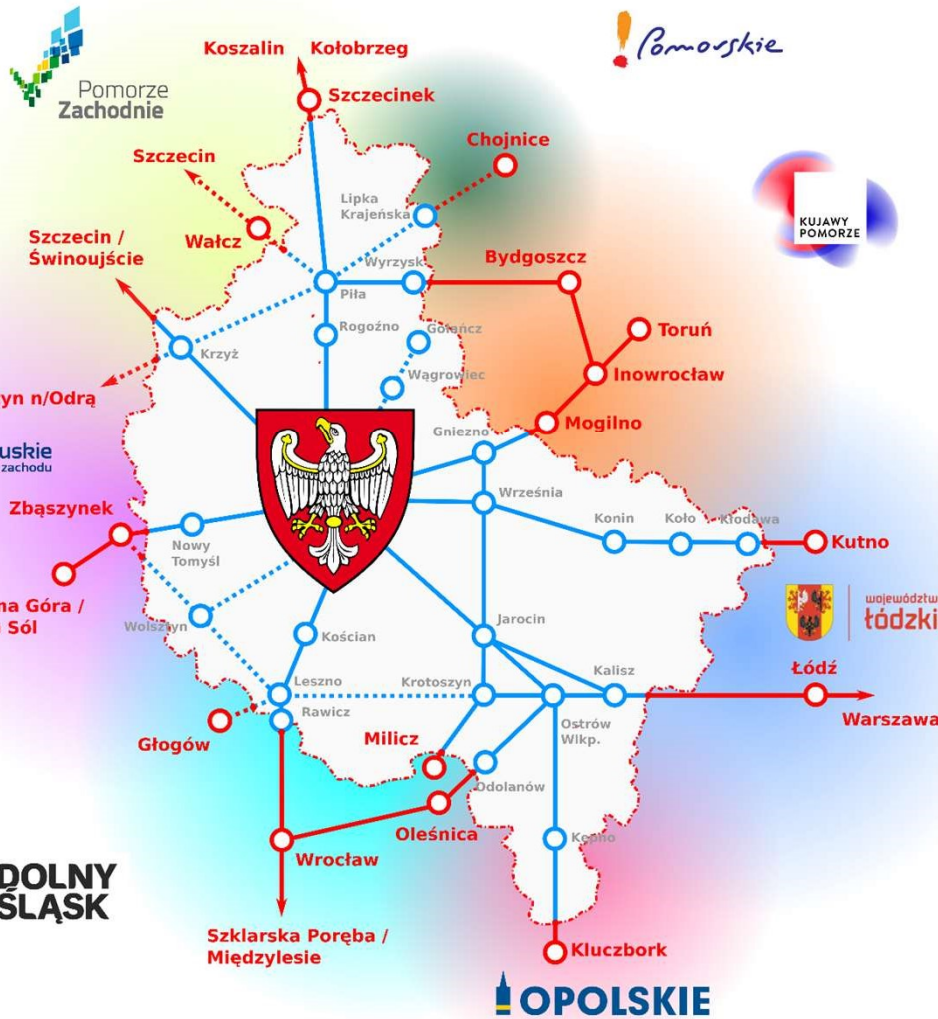 Koszalin Kołobrzeg
Pomorskie
Pomorze
Zachodnie
Szczecinek
Chojnice
Szczecin
Lipka
Krajeńska
KUJAWY
POMORZE
Wałcz
Szczecin /
Świnoujście
Wyrzysk
Bydgoszcz
Piła
Rogoźno
Gołańcz
Toruń
Krzyż
Wągrowiec
Inowrocław
yn n/Odrą
Mogilno
Gniezno
uskie
zachodu
Września
Zbąszynek
Konin
Koło
Kłodawa
Kutno
Nowy
Tomyśl
na Góra /
Sól
województw
łódzki
Wolsztyn
Kościan
Jarocin
Kalisz
Łódź
Leszno
Krotoszyn
Rawicz
Głogów
Milicz
Ostrów
Wlkp.
Warszawa
Odolanów
Oleśnica
Wrocław
Kępno
DOLNY
ŚLĄSK
Szklarska Poręba /
Międzylesie
Kluczbork
OPOLSKIE